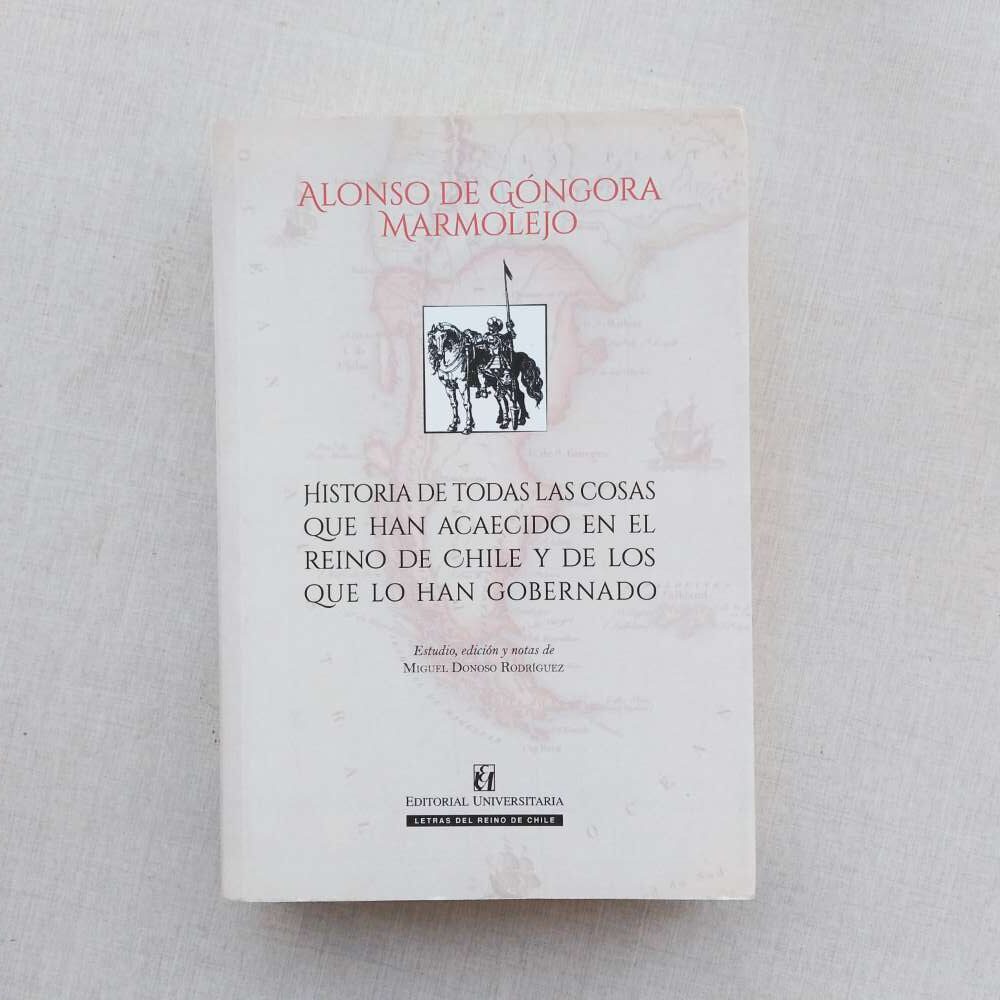 ALONSO DE GÓNGORA
MARMOLEJO
HISTORIA DE TODAS LAS COSAS
QUE HAN ACAECIDO EN EL
REINO DE CHILE Y DE LOS
QUE LO HAN GOBERNADO
Estudio, edición y notas de
MIGUEL DONOSO RODRÍGUEZ
EDITORIAL UNIVERSITARIA
LETRAS DEL REINO DE CHILE